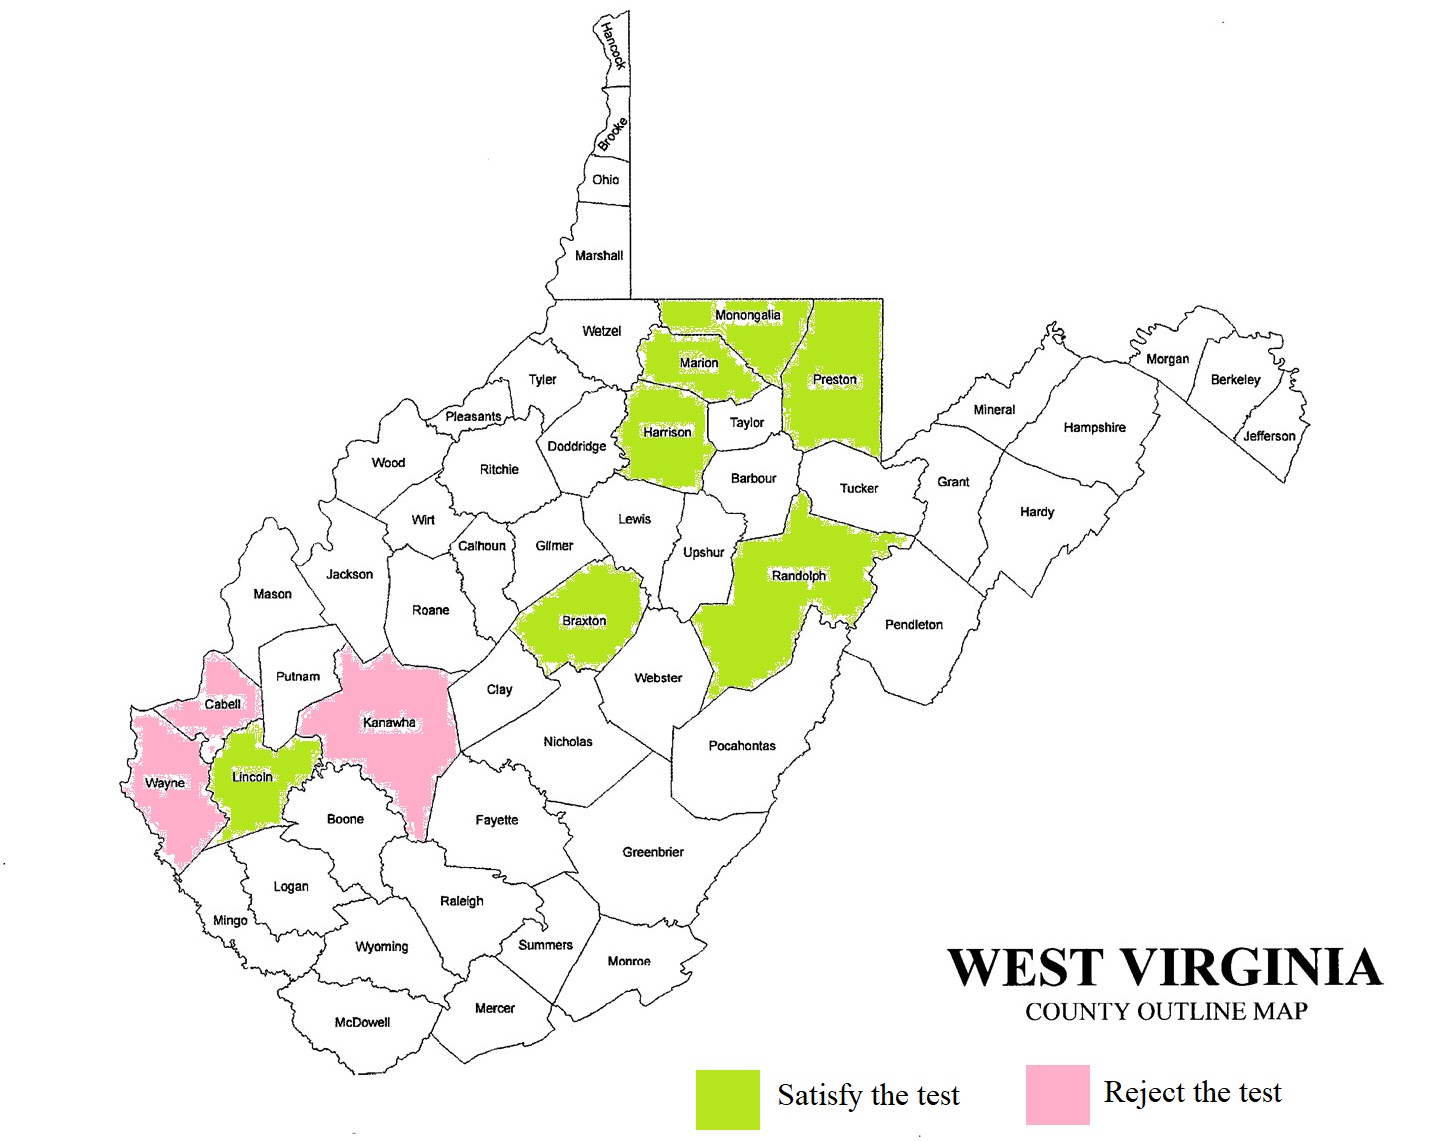 Hancock
Brooke
Ohio
Marshall
Wetzel
Monongalia
Marion
Preston
Tyler
Pleasants
Harrison
Taylor
Doddridge
Wood
Ritchie
Barbour
Tucker
Grant
Mineral
Hampshire
Morgan
Berkeley
Jefferson
Hardy
Wirt
Calhoun
Gilmer
Lewis
Upshur
Randolph
Jackson
Mason
Roane
Braxton
Pendleton
Putnam
Clay
Webster
Cabell
Kanawha
Nicholas
Pocahontas
Wayne
Lincoln
Boone
Fayette
Greenbrier
Logan
Raleigh
Mingo
Wyoming
Summers
Monroe
McDowell
Mercer
WEST VIRGINIA
COUNTY OUTLINE MAP
Satisfy the test
Reject the test